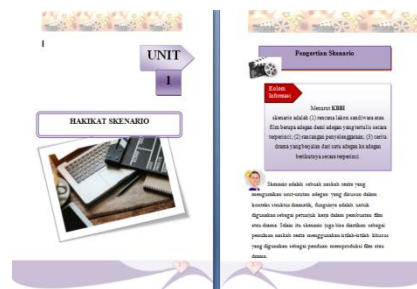 UNIT
1
HAKIKAT SKENARIO
Pengertian Skenario
Kolom
Informasi
Menurut KBBI
skenario adalah (1) rencana lakon sandiwara atau
film berupa adegan demi adegan yang tertulis secara
terperinci; (2) rancangan penyelenggaraan; (3) cerita
drama yang berjalan dari satu adegan ke adegan
berikutnya secara terperinci.
Skenario adalah sebuah naskah cerita yang
menguraikan urut-urutan adegan yang disusun dalam
konteks struktur dramatik, fungsinya adalah untuk
digunakan sebagai petunjuk kerja dalam pembuatan film
atau drama. Selain itu skenario juga bisa diartikan sebagai
penulisan naskah cerita menggunakan istilah-istilah khusus
yang digunakan sebagai panduan memproduksi film atau
drama.